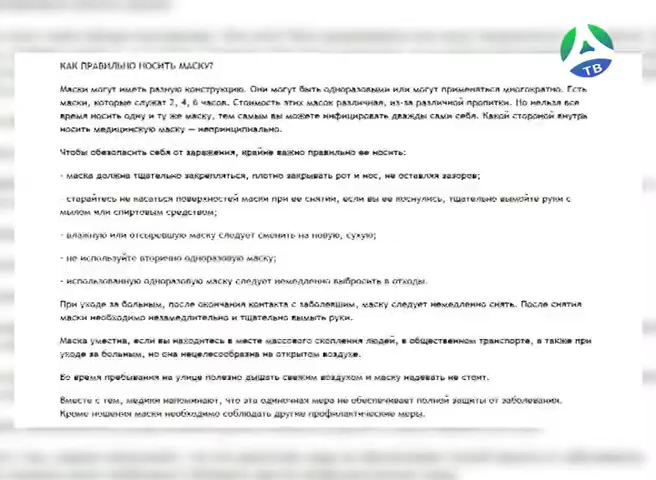 КАК ПРАВИЛЬНО НОСИТЬ МАСКУ?
Маски могут иметь разную конструкцию. Они могут быть одноразовыми или могут применяться многократно. Есть
маски, которые служат 2, 4, 6 часов. Стоимость этих масок различная, из-за различной пропитки. Но нельзя все
время носить одну и ту же маску, тем самым вы можете инфицировать дважды сами себя. Какой стороной внутрь
носить медицинскую маску — непринципиально.
Чтобы обезопасить себя от заражения, крайне важно правильно ее носить:
- маска должна тщательно закрепляться, плотно закрывать рот и нос, не оставляя зазоров;
- старайтесь не касаться поверхностей маски при ее снятии, если вы ее коснулись, тщательно вымойте руки с
мылом или спиртовым средством;
- влажную или отсыревшую маску следует сменить на новую, сухую;
- не используйте вторично одноразовую маску;
- использованную одноразовую маску следует немедленно выбросить в отходы.
При уходе за больным, после окончания контакта с заболевшим, маску следует немедленно снять. После снятия
маски необходимо незамедлительно и тщательно вымыть руки.
Маска уместна, если вы находитесь в месте массового скопления людей, в общественном транспорте, а также при
уходе за больным, но она нецелесообразна на открытом воздухе.
Во время пребывания на улице полезно дышать свежим воздухом и маску надевать не стоит.
Вместе с тем, медики напоминают, что эта одиночная мера не обеспечивает полной защиты от заболевания.
Кроме ношения маски необходимо соблюдать другие профилактические меры.
ТВ